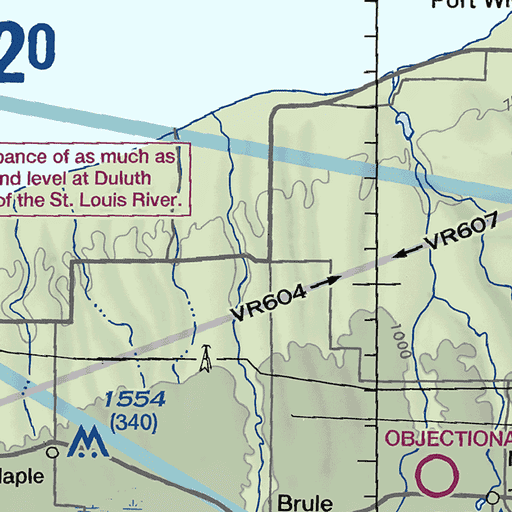 Port W
20
bance of as much as
nd level at Duluth
of the St. Louis River.
VR607
VR604
1000
1554
(340)
OBJECTIONA
Maple
Brule